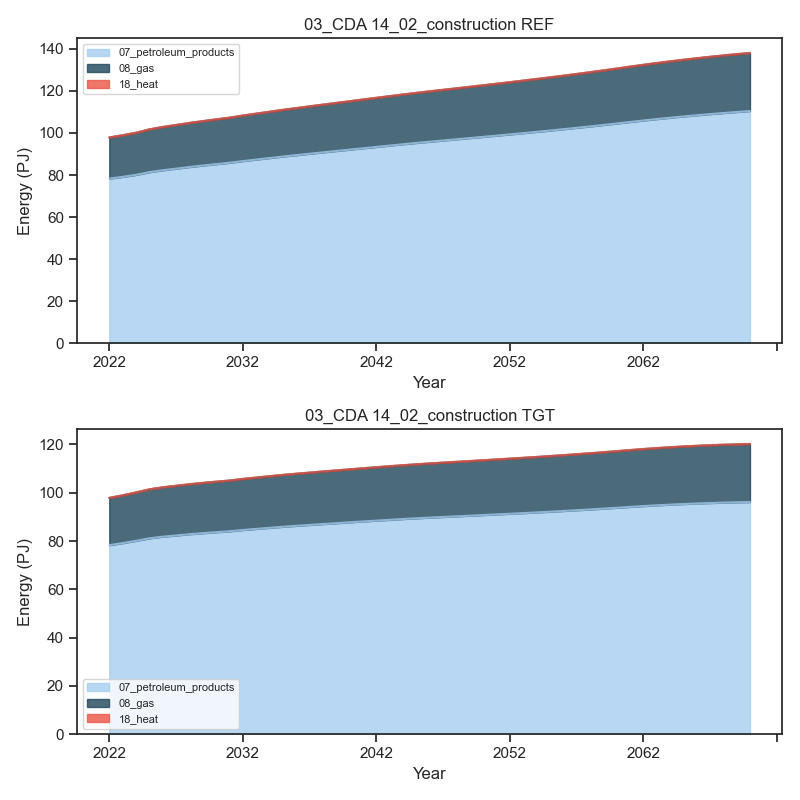 03_CDA 14_02_construction REF
140
120
100
80
60
40
20
0
Energy (PJ)
07_petroleum_products
08_gas
18_heat
2022 2032 2042 2052 2062
Year
03_CDA 14_02_construction TGT
120
100
80
60
40
20
0
Energy (PJ)
07_petroleum_products
08_gas
18_heat
2022 2032 2042 2052 2062
Year